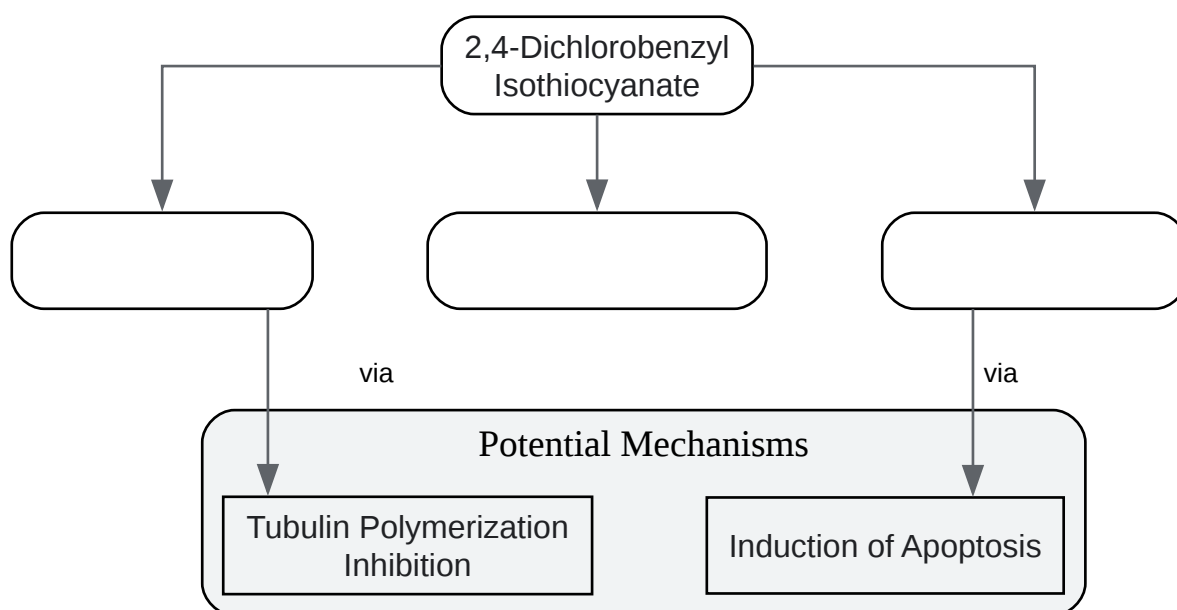 2,4-Dichlorobenzyl
Isothiocyanate
via
via
Potential Mechanisms
Tubulin Polymerization
Inhibition
Induction of Apoptosis